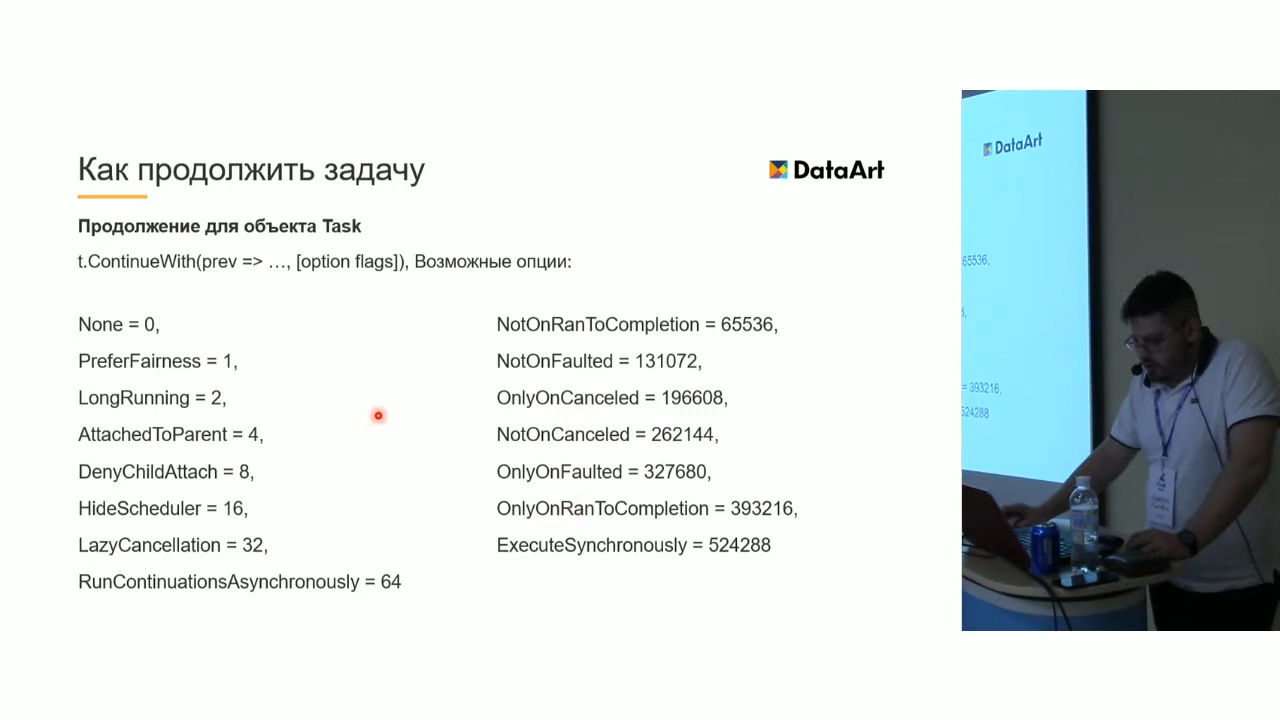 Как продолжить задачу
DataArt
Продолжение для объекта Task
t.ContinueWith(prev => …, [option flags]), Возможные опции:
None = 0,
PreferFairness = 1,
LongRunning = 2,
AttachedToParent = 4,
DenyChildAttach = 8,
HideScheduler = 16,
LazyCancellation = 32,
RunContinuationsAsynchronously = 64
NotOnRanToCompletion = 65536,
NotOnFaulted = 131072,
OnlyOnCanceled = 196608,
NotOnCanceled = 262144,
OnlyOnFaulted = 327680,
OnlyOnRanToCompletion = 393216,
ExecuteSynchronously = 524288
DataArt
65536,
= 393216,
524288